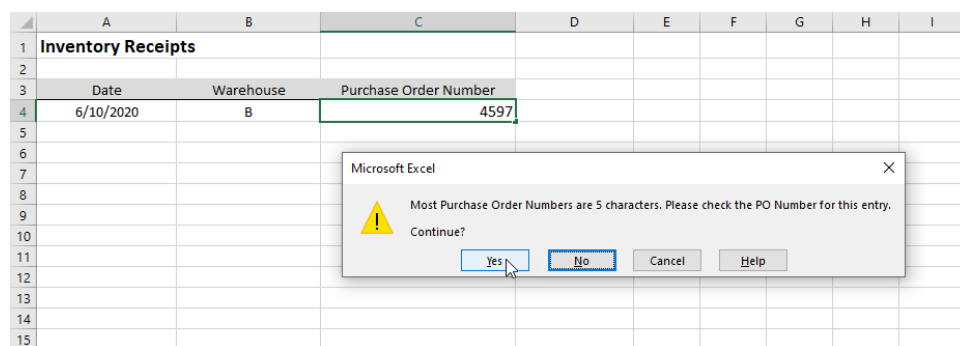 A B C D E F G H I
1 Inventory Receipts
2
3 Date Warehouse Purchase Order Number
4 6/10/2020 B 4597
5
6
7 Microsoft Excel
8
9 Most Purchase Order Numbers are 5 characters. Please check the PO Number for this entry.
10 Continue?
11 Yes No Cancel Help
12
13
14
15